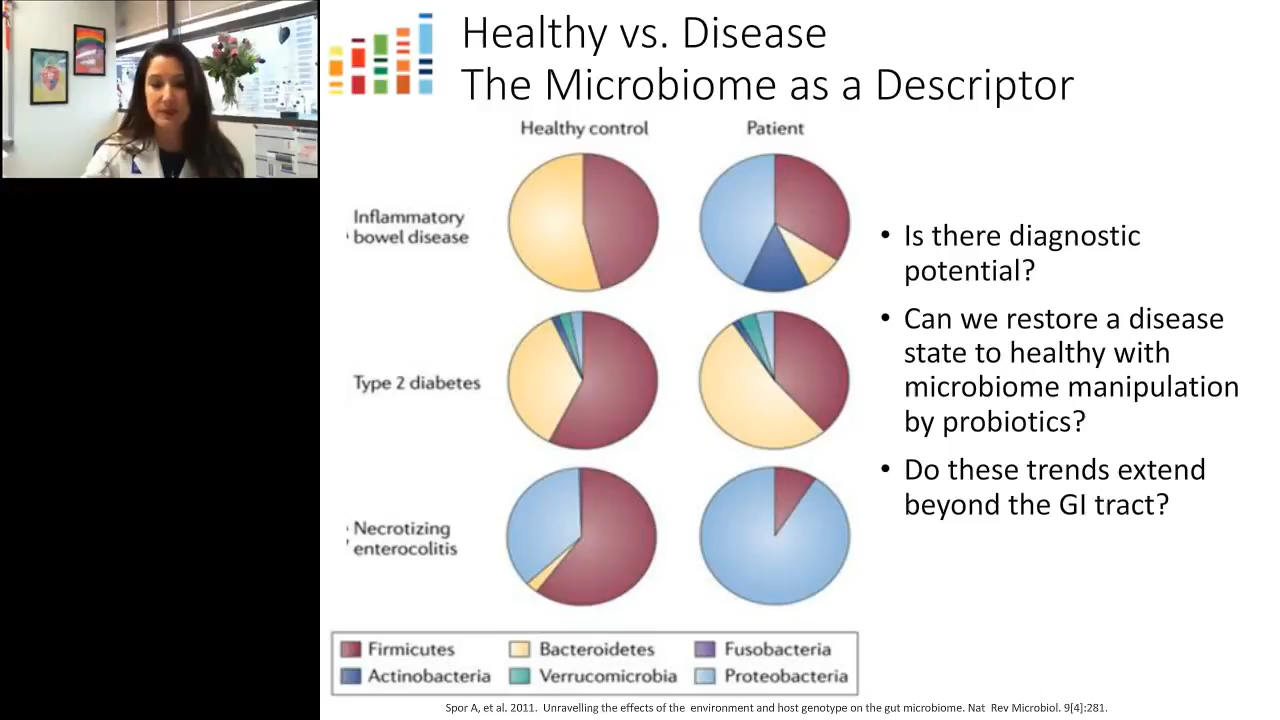 Healthy vs. Disease
The Microbiome as a Descriptor
Healthy control
Patient
Inflammatory
bowel disease
Type 2 diabetes
Necrotizing
enterocolitis
Firmicutes
Bacteroidetes
Fusobacteria
Actinobacteria
Verrucomicrobia
Proteobacteria
• Is there diagnostic
potential?
• Can we restore a disease
state to healthy with
microbiome manipulation
by probiotics?
• Do these trends extend
beyond the GI tract?
Spor A, et al. 2011. Unravelling the effects of the environment and host genotype on the gut microbiome. Nat Rev Microbiol. 9[4]:281.